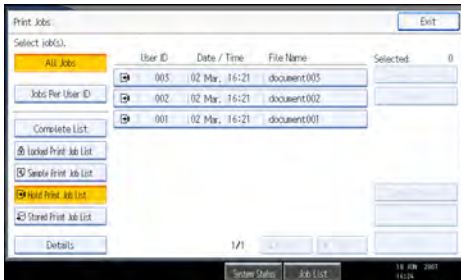 Print Jobs
Exit
Select job(s).
All Jobs
User ID Date / Time File Name
Selected: 0
003 02 Mar. 16:21 document003
Jobs Per User ID
002 02 Mar. 16:21 document002
001 02 Mar. 16:21 document001
Complete List
Locked Print Job List
Sample Print Job List
Hold Print Job List
Stored Print Job List
Details
1/1
System Status
Job List
2007